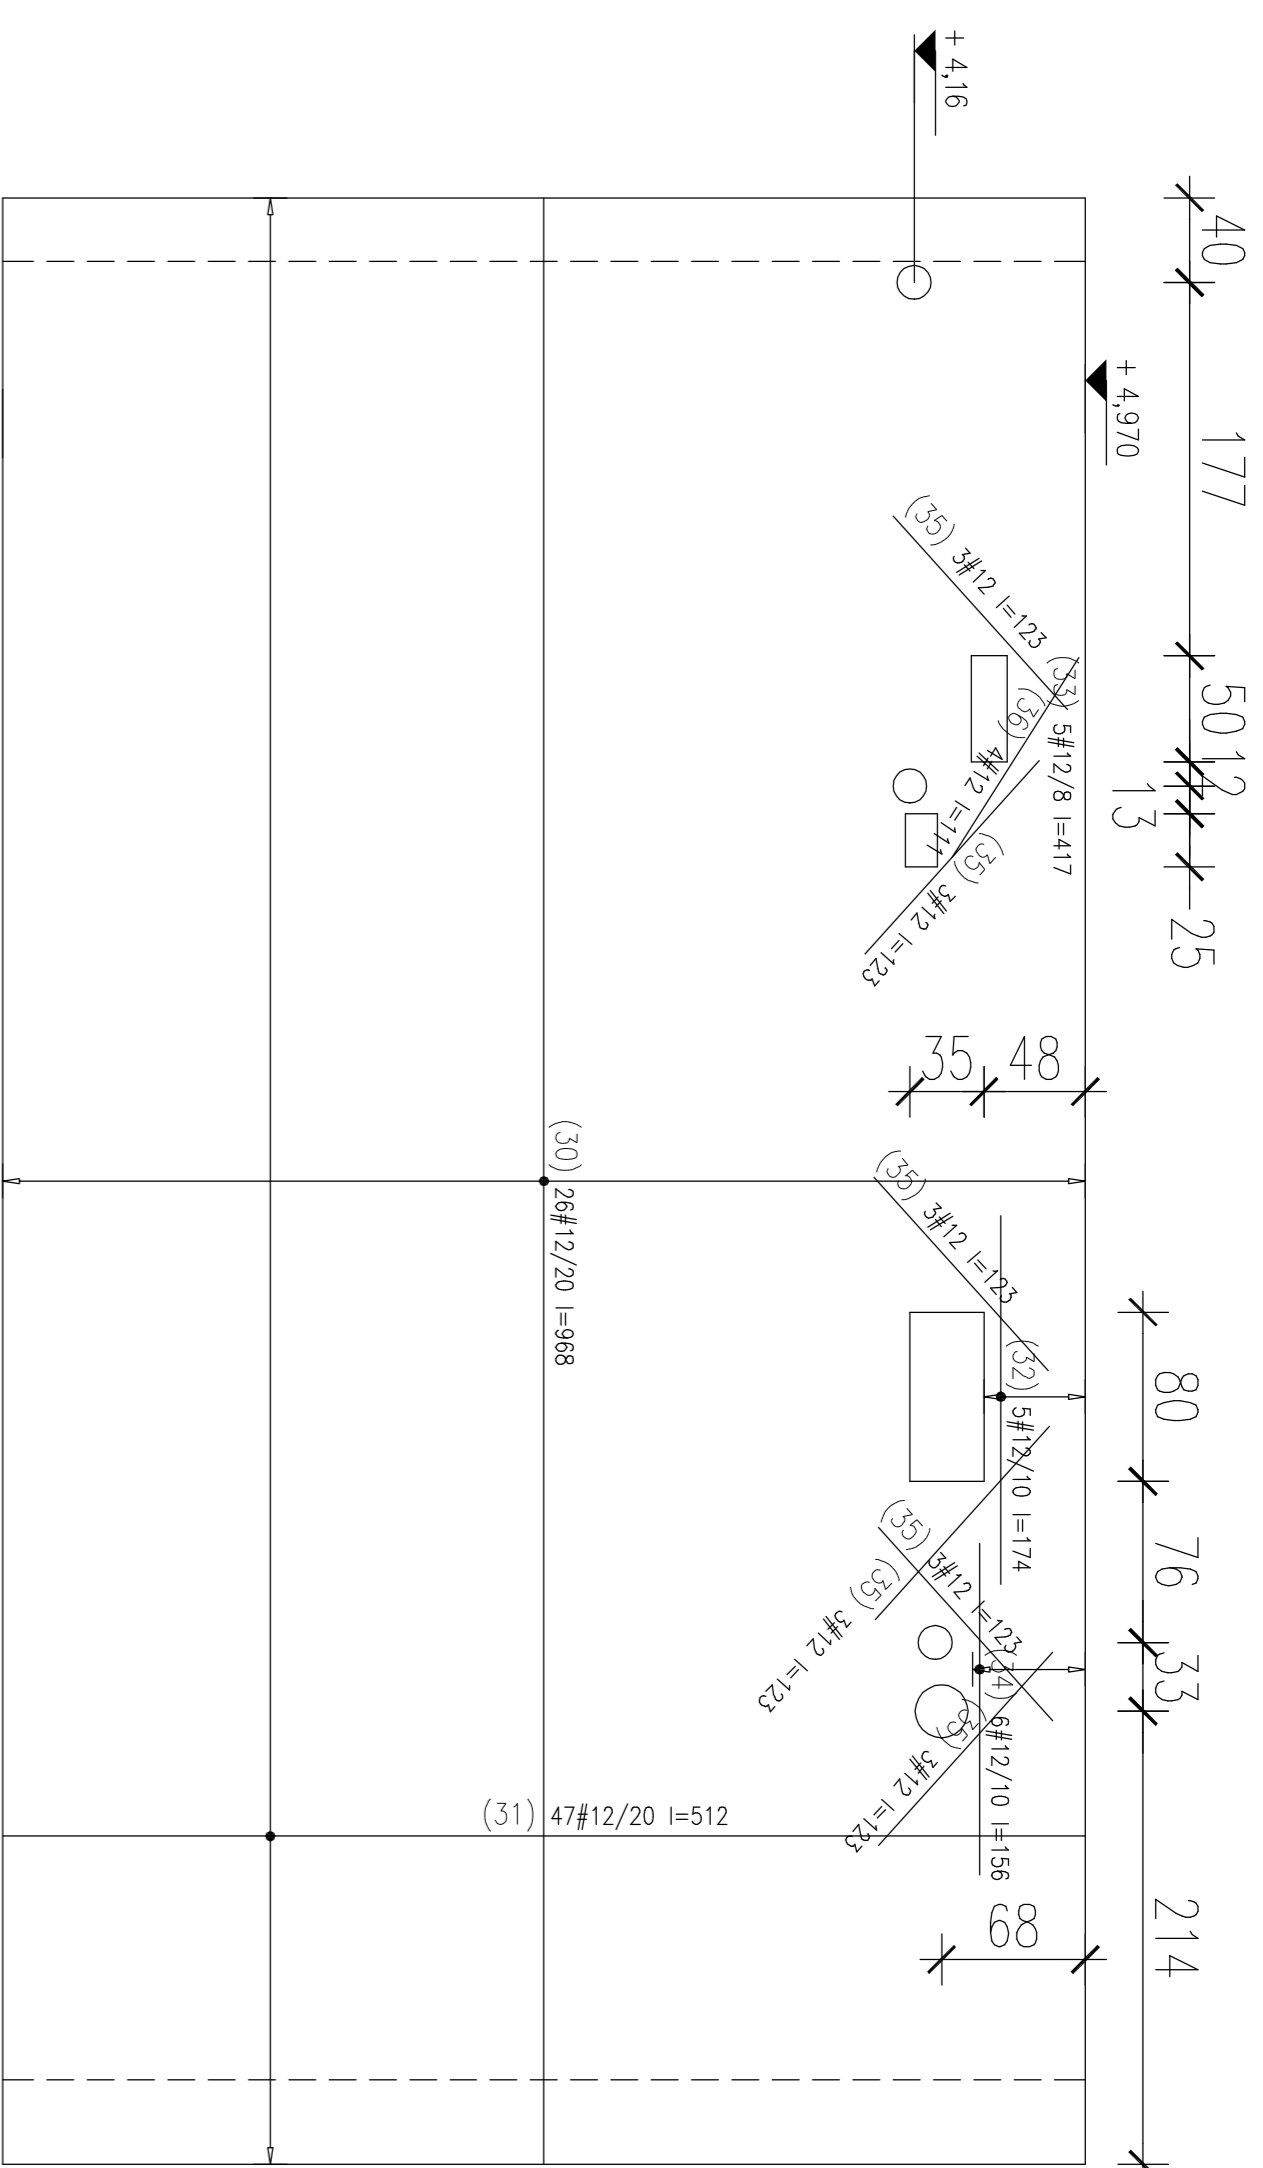 + 4,16
+ 4,970
40
177
50
12
13
25
(35) 3#12 l=123
(33) 5#12/8 l=417
(36) 4#12 l=111
(35) 3#12 l=123
35
48
(30) 26#12/20 l=968
(35) 3#12 l=123
(32) 5#12/10 l=174
80
76
33
214
(35) 3#12 l=123
(35) 3#12 l=123
(34) 6#12/10 l=156
(35) 3#12 l=123
(31) 47#12/20 l=512
68